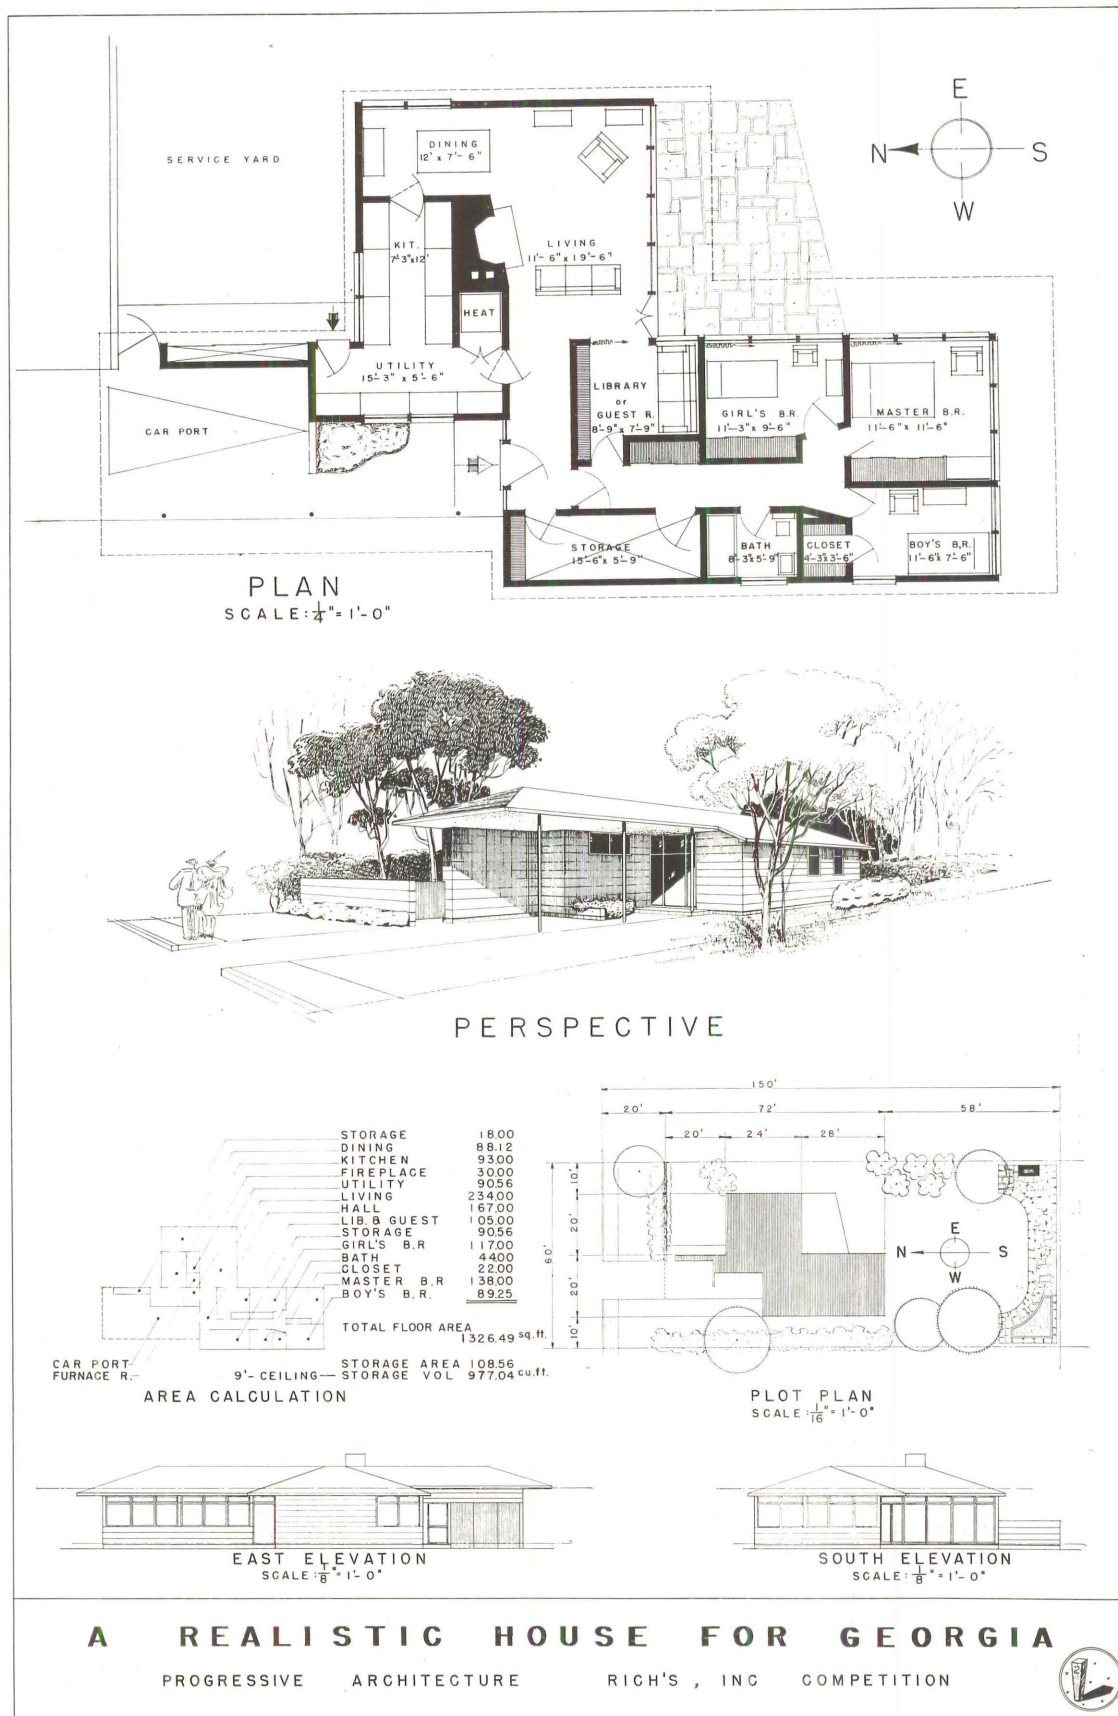 E
N S
W
SERVICE YARD
DINING
12' x 7'-6"
KIT.
7'-3"x12'
LIVING
11'-6" x 19'-6"
HEAT
UTILITY
15'-3" x 5'-6"
LIBRARY
or
GUEST R.
8'-9" x 7'-9"
GIRL'S B.R.
11'-3" x 9'-6"
MASTER B.R.
11'-6" x 11'-6"
CAR PORT
STORAGE
15'-6" x 5'-9"
BATH
8'-3"x5'-9"
CLOSET
4'-3"x3'-6"
BOY'S B.R.
11'-6"x 7'-6"
PLAN
SCALE: 1/4" = 1'-0"
PERSPECTIVE
STORAGE 18.00
DINING 88.12
KITCHEN 93.00
FIREPLACE 30.00
UTILITY 90.56
LIVING 234.00
HALL 167.00
LIB. & GUEST 105.00
STORAGE 90.56
GIRL'S B.R 117.00
BATH 44.00
CLOSET 22.00
MASTER B.R 138.00
BOY'S B.R. 89.25
TOTAL FLOOR AREA
1326.49 sq.ft.
CAR PORT
FURNACE R.
STORAGE AREA 108.56
9'- CEILING — STORAGE VOL 977.04 cu.ft.
AREA CALCULATION
150'
20' 72' 58'
20' 24' 28'
10'
20'
60'
20'
10'
E
N S
W
PLOT PLAN
SCALE: 1/16" = 1'-0"
EAST ELEVATION
SCALE: 1/8" = 1'-0"
SOUTH ELEVATION
SCALE: 1/8" = 1'-0"
A REALISTIC HOUSE FOR GEORGIA
PROGRESSIVE ARCHITECTURE RICH'S, INC COMPETITION